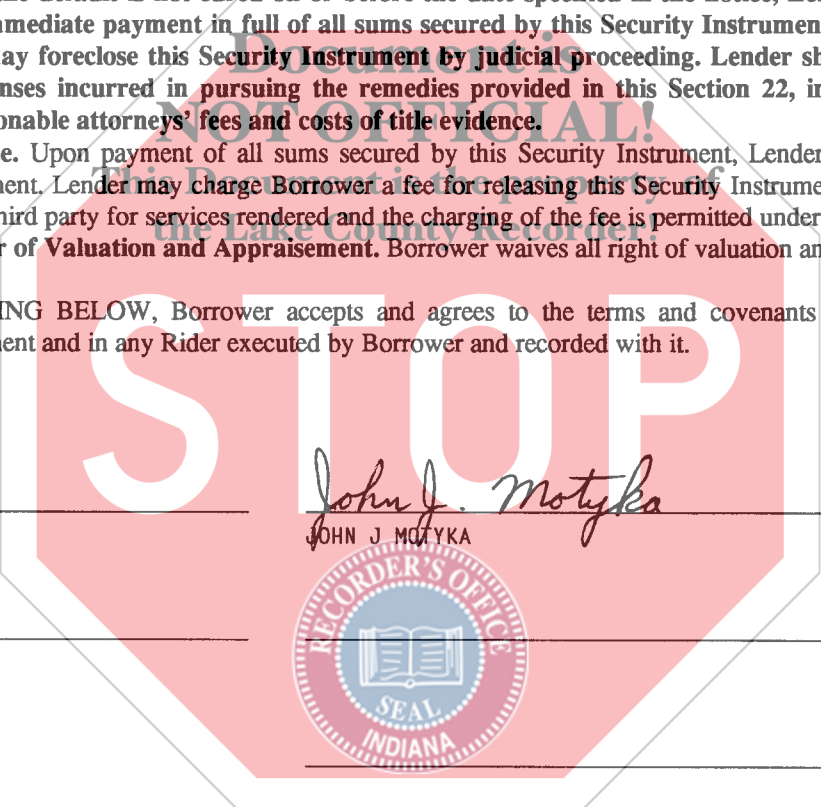 mmediate payment in full of all sums secured by this Security Instrument
ay foreclose this Security Instrument by judicial proceeding. Lender sh
Document is
nses incurred in pursuing the remedies provided in this Section 22, in
onable attorneys' fees and costs of title evidence.
NOT OFFICIAL!
e. Upon payment of all sums secured by this Security Instrument, Lender
This Document is the property of
ent. Lender may charge Borrower a fee for releasing this Security Instrume
hird party for services rendered and the charging of the fee is permitted under
the Lake County Recorder!
r of Valuation and Appraisement. Borrower waives all right of valuation an
ING BELOW, Borrower accepts and agrees to the terms and covenants
ent and in any Rider executed by Borrower and recorded with it.
STOP
John J. Motyka
JOHN J MOTYKA
RECORDER'S OFFICE
SEAL
INDIANA